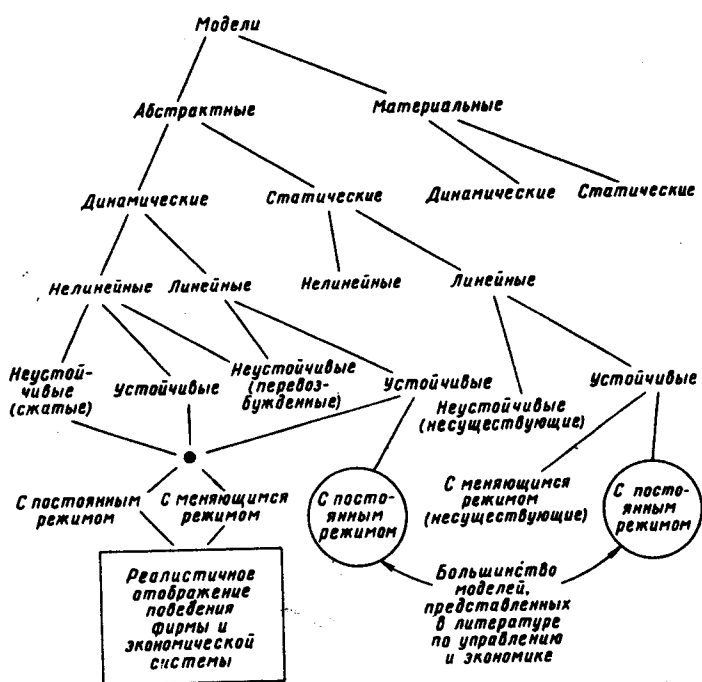 Модели
Абстрактные
Материальные
Динамические
Статические
Динамические
Статические
Нелинейные
Линейные
Нелинейные
Линейные
Неустой-
чивые
(сжатые)
Устойчивые
Неустойчивые
(перевоз-
бужденные)
Устойчивые
Неустойчивые
(несуществующие)
Устойчивые
С постоянным
режимом
С меняющимся
режимом
С посто-
янным
режимом
С меняющимся
режимом
(несуществующие)
С посто-
янным
режимом
Реалистичное
отображение
поведения
фирмы и
экономической
системы
Большинство
моделей,
представленных
в литературе
по управлению
и экономике